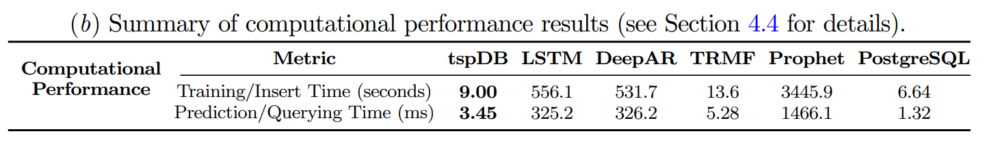 (b) Summary of computational performance results (see Section 4.4 for details).
Computational Performance Metric tspDB LSTM DeepAR TRMF Prophet PostgreSQL
Training/Insert Time (seconds) 9.00 556.1 531.7 13.6 3445.9 6.64
Prediction/Querying Time (ms) 3.45 325.2 326.2 5.28 1466.1 1.32